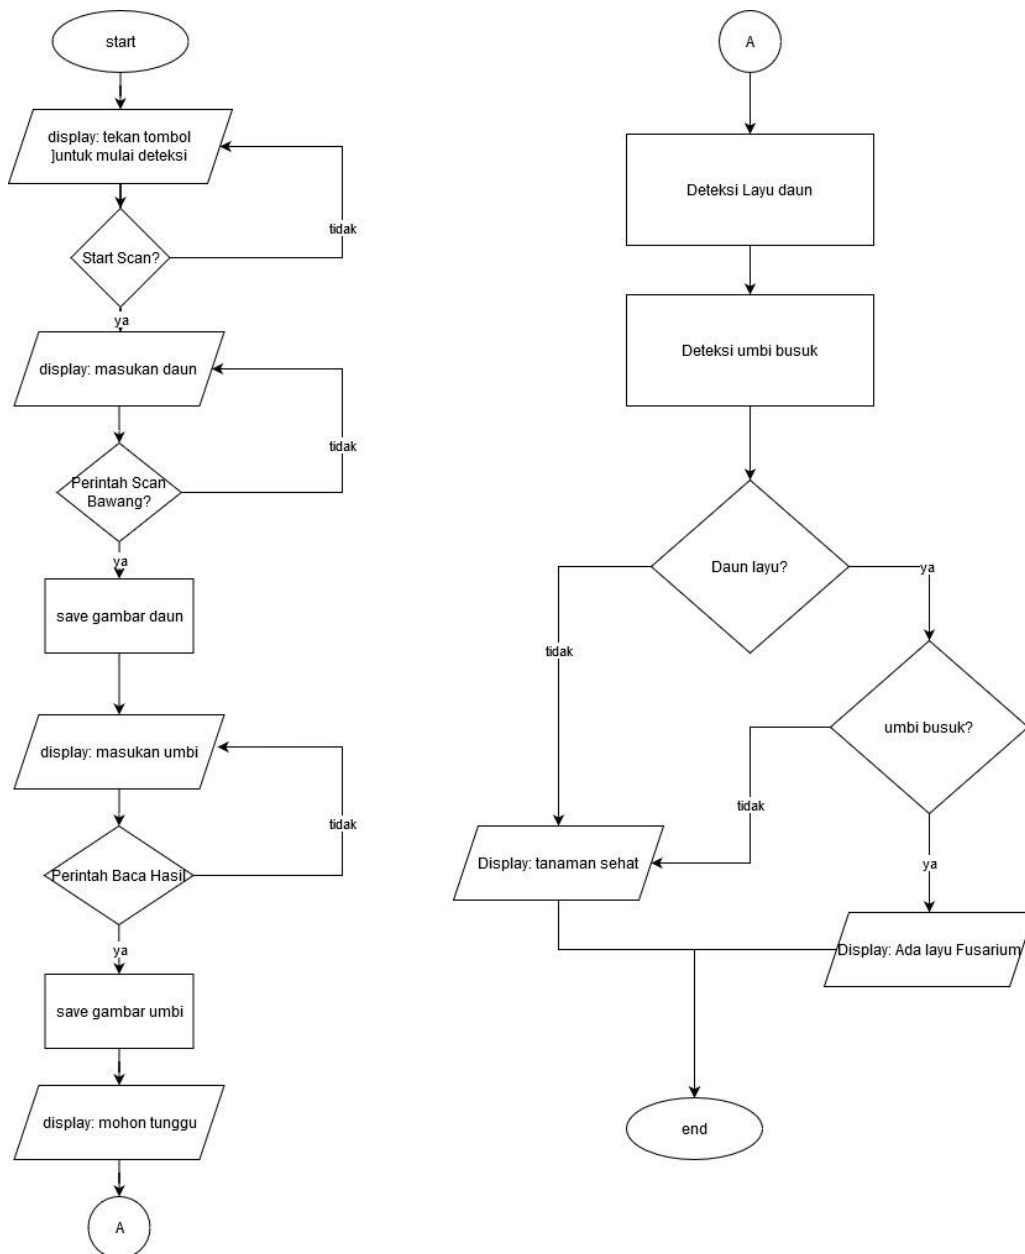 start
display: tekan tombol
]untuk mulai deteksi
tidak
Start Scan?
ya
display: masukan daun
tidak
Perintah Scan
Bawang?
ya
save gambar daun
display: masukan umbi
tidak
Perintah Baca Hasil
ya
save gambar umbi
display: mohon tunggu
A
A
Deteksi Layu daun
Deteksi umbi busuk
Daun layu?
ya
tidak
umbi busuk?
tidak
ya
Display: tanaman sehat
Display: Ada layu Fusarium
end